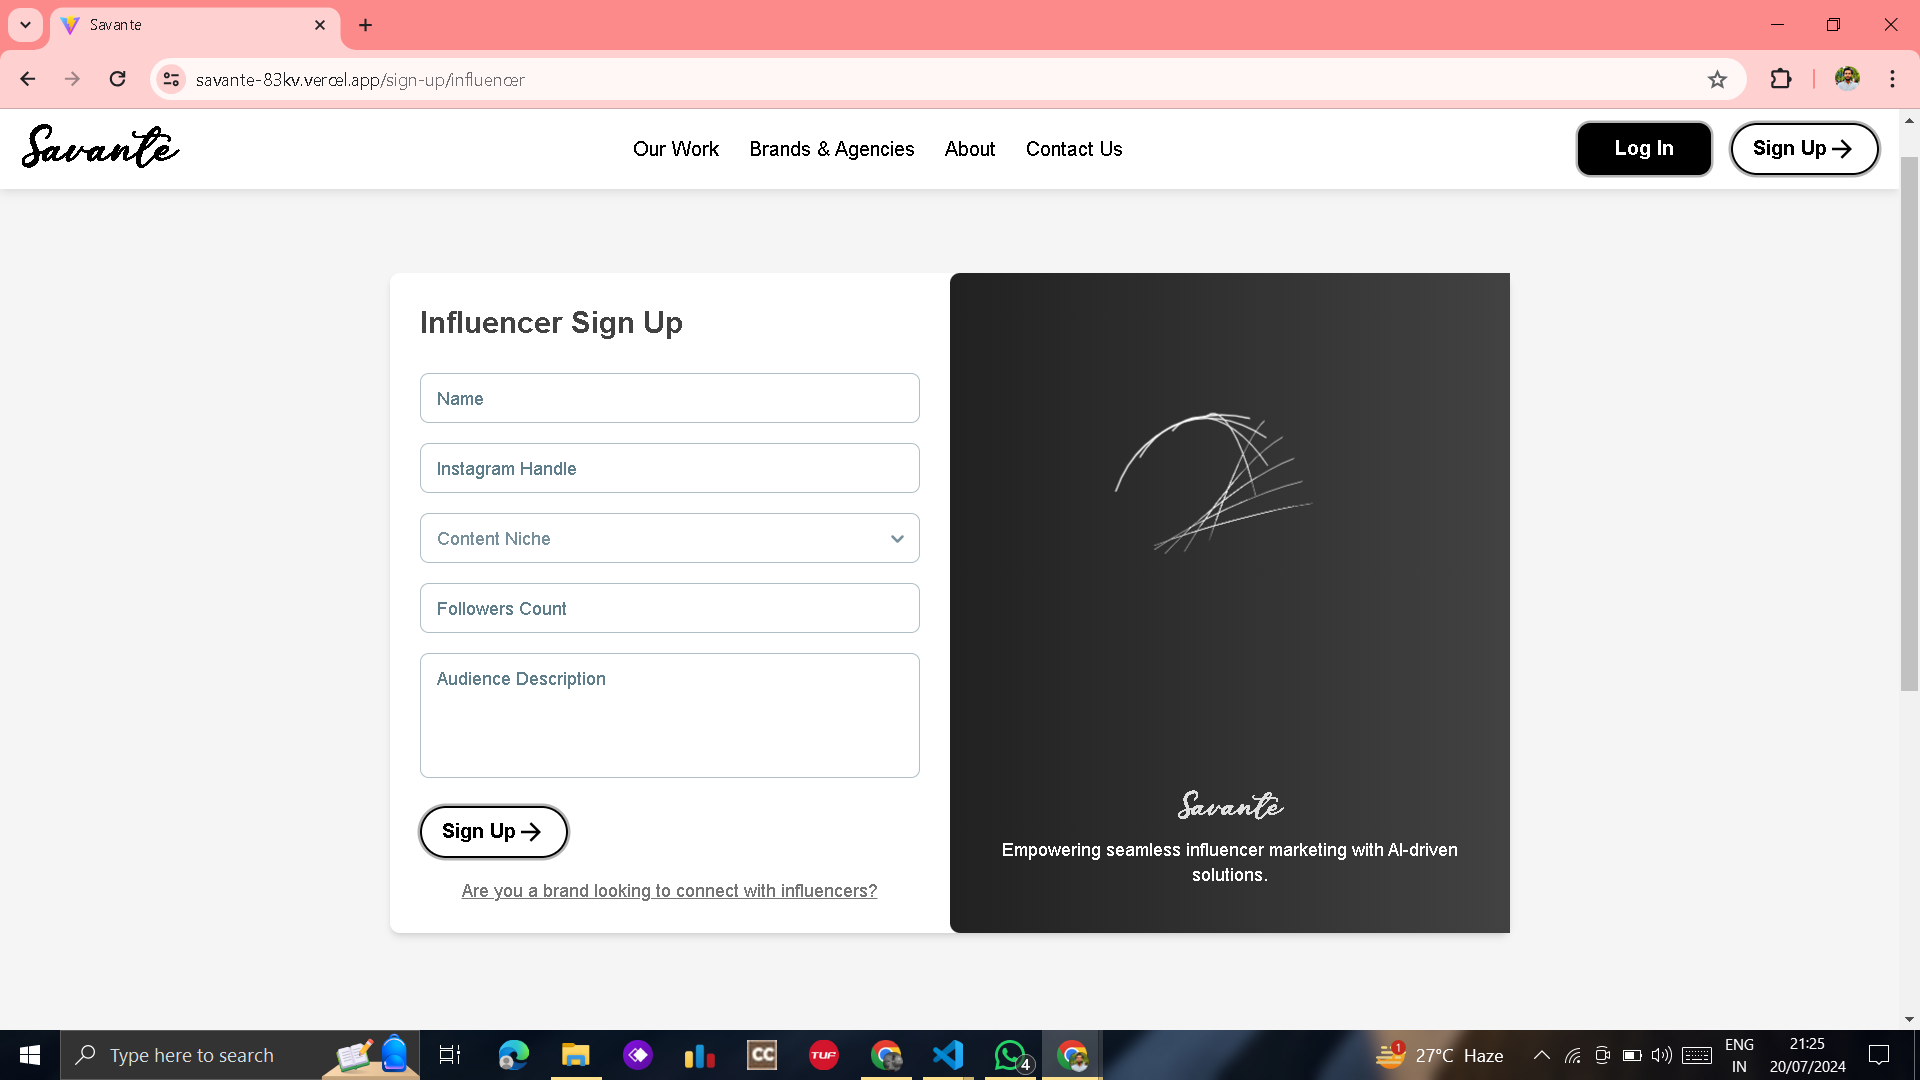 Savante
savante-83kv.vercel.app/sign-up/influencer
Savante
Our Work
Brands & Agencies
About
Contact Us
Log In
Sign Up
Influencer Sign Up
Name
Instagram Handle
Content Niche
Followers Count
Audience Description
Sign Up
Are you a brand looking to connect with influencers?
Savante
Empowering seamless influencer marketing with AI-driven
solutions.
Type here to search
CC
TUF
4
1
27°C Haze
ENG
IN
21:25
20/07/2024